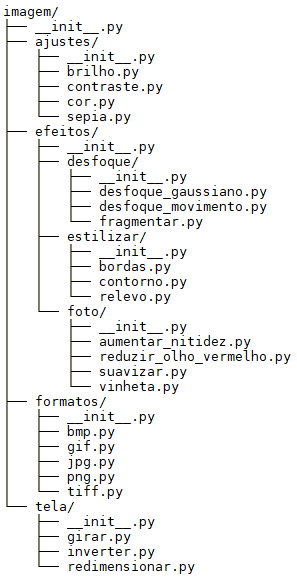 imagem/
├── __init__.py
├── ajustes/
│   ├── __init__.py
│   ├── brilho.py
│   ├── contraste.py
│   ├── cor.py
│   └── sepia.py
├── efeitos/
│   ├── __init__.py
│   ├── desfoque/
│   │   ├── __init__.py
│   │   ├── desfoque_gaussiano.py
│   │   ├── desfoque_movimento.py
│   │   └── fragmentar.py
│   ├── estilizar/
│   │   ├── __init__.py
│   │   ├── bordas.py
│   │   ├── contorno.py
│   │   └── relevo.py
│   └── foto/
│       ├── __init__.py
│       ├── aumentar_nitidez.py
│       ├── reduzir_olho_vermelho.py
│       ├── suavizar.py
│       └── vinheta.py
├── formatos/
│   ├── __init__.py
│   ├── bmp.py
│   ├── gif.py
│   ├── jpg.py
│   ├── png.py
│   └── tiff.py
└── tela/
    ├── __init__.py
    ├── girar.py
    ├── inverter.py
    └── redimensionar.py